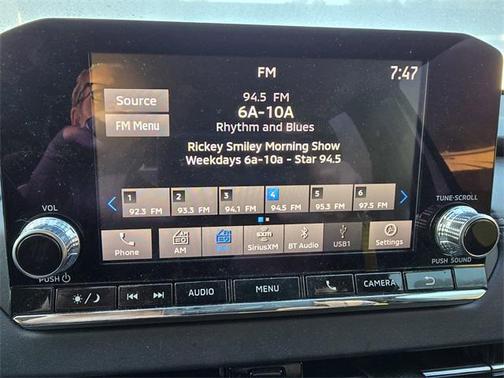 FM
7:47
Source
94.5 FM
6A-10A
FM Menu
Rhythm and Blues
Rickey Smiley Morning Show
Weekdays 6a-10a - Star 94.5
VOL
TUNE·SCROLL
1 2 3 4 5 6
92.3 FM 93.3 FM 94.1 FM 94.5 FM 95.3 FM 97.5 FM
AM sxm
Phone AM SiriusXM BT Audio USB1 Settings
PUSH PUSH SOUND
AUDIO MENU CAMERA